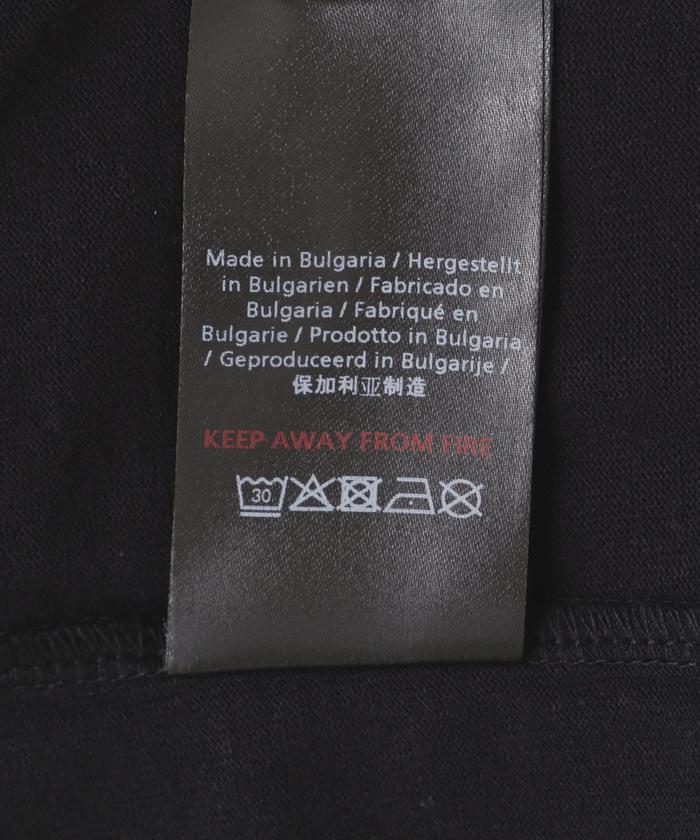 Made in Bulgaria / Hergestellt
in Bulgarien / Fabricado en
Bulgaria / Fabriqué en
Bulgarie / Prodotto in Bulgaria
/ Geproduceerd in Bulgarije /
保加利亚制造
KEEP AWAY FROM FIRE
30